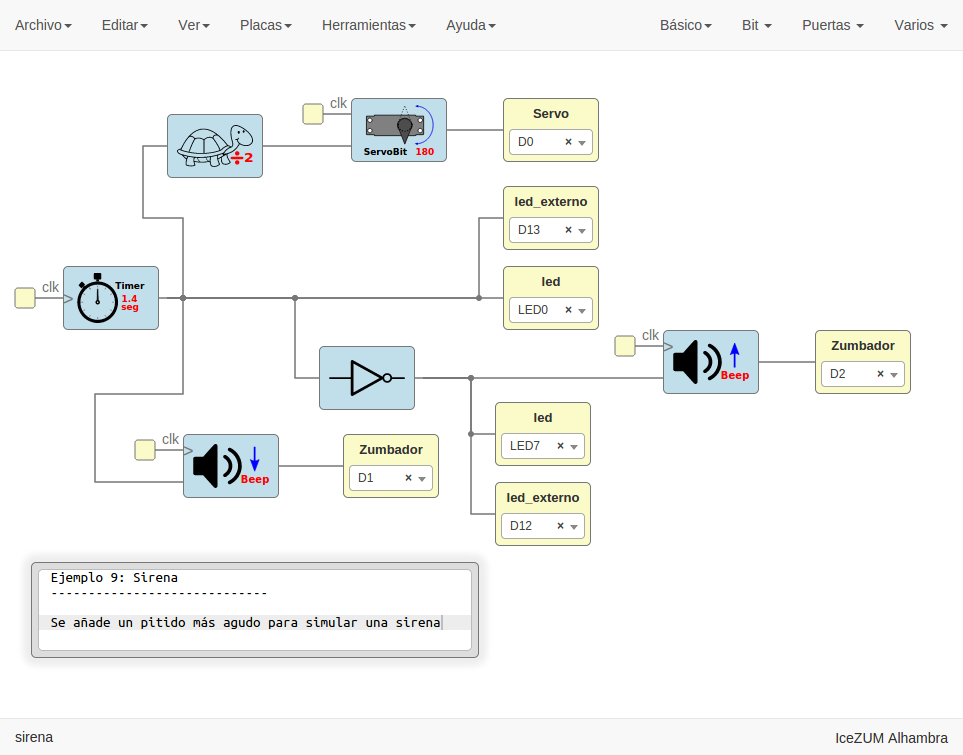 Archivo Editar Ver Placas Herramientas Ayuda Básico Bit Puertas Varios
clk
÷2
ServoBit 180
Servo
D0 ×
led_externo
D13 ×
clk
Timer
1.4
seg
led
LED0 ×
clk
Beep
Zumbador
D2 ×
clk
Beep
Zumbador
D1 ×
led
LED7 ×
led_externo
D12 ×
Ejemplo 9: Sirena
-----------------------------
Se añade un pitido más agudo para simular una sirena
sirena
IceZUM Alhambra